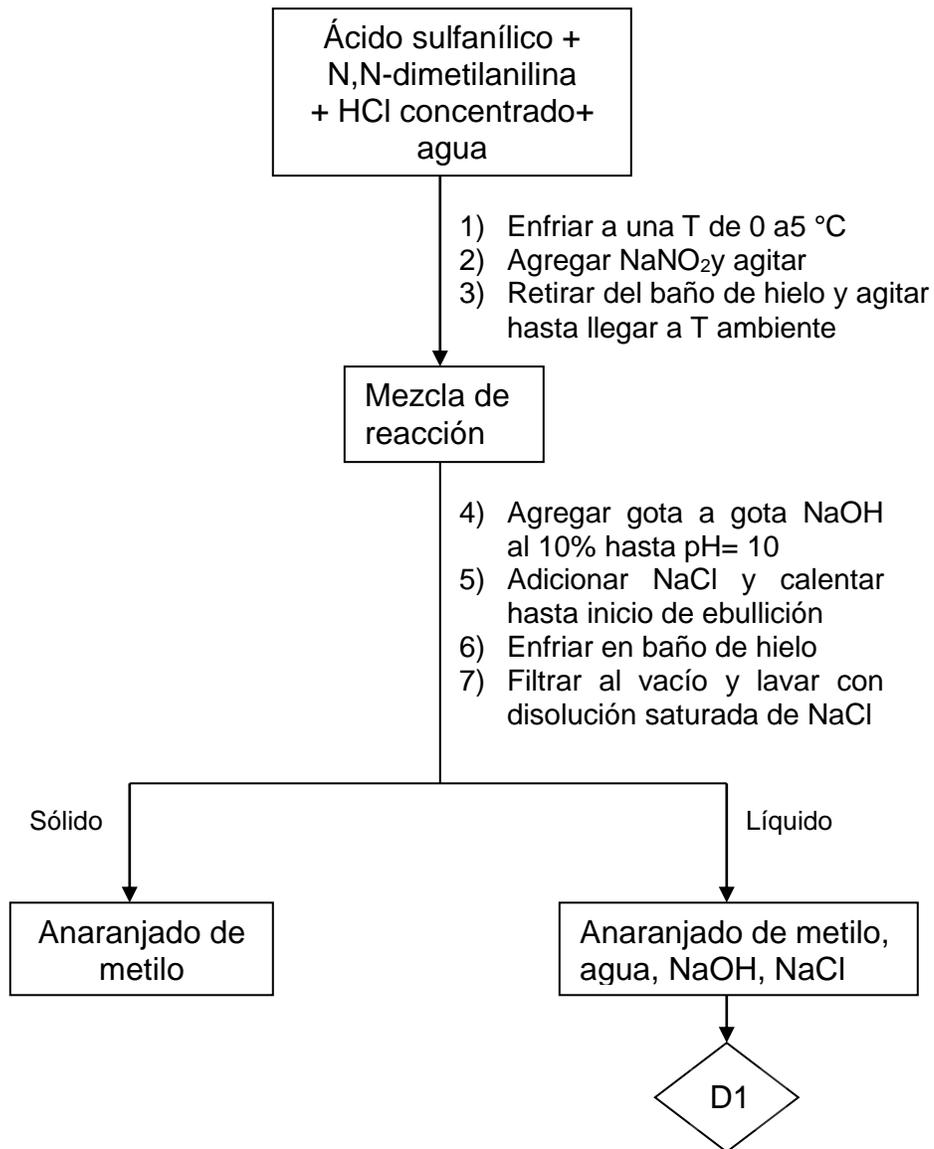 Ácido sulfanílico +
N,N-dimetilanilina
+ HCl concentrado+
agua
1) Enfriar a una T de 0 a5 °C
2) Agregar NaNO₂y agitar
3) Retirar del baño de hielo y agitar
hasta llegar a T ambiente
Mezcla de
reacción
4) Agregar gota a gota NaOH
al 10% hasta pH= 10
5) Adicionar NaCl y calentar
hasta inicio de ebullición
6) Enfriar en baño de hielo
7) Filtrar al vacío y lavar con
disolución saturada de NaCl
Sólido
Líquido
Anaranjado de
metilo
Anaranjado de metilo,
agua, NaOH, NaCl
D1